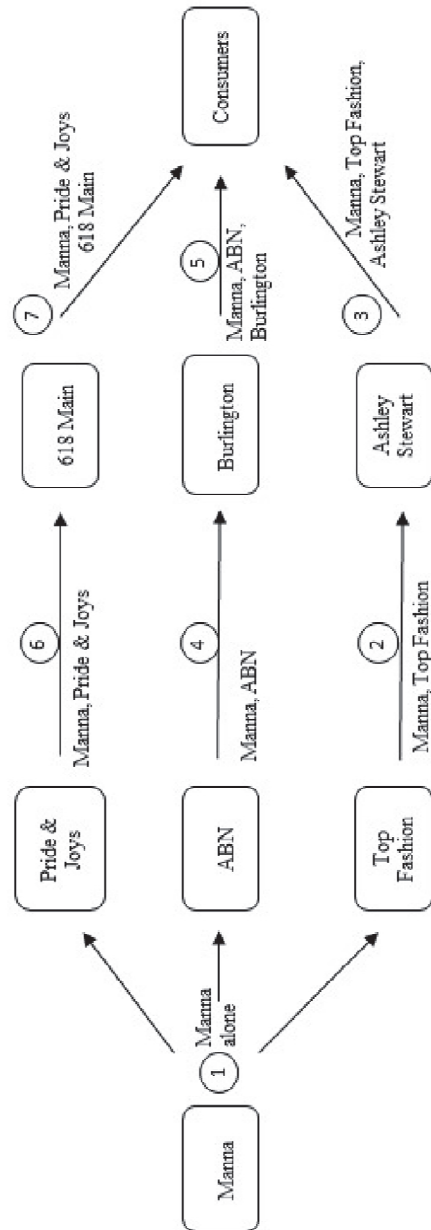 Manna
1
Manna
alone
Pride &
Joys
ABN
Top
Fashion
6
Manna, Pride & Joys
4
Manna, ABN
2
Manna, Top Fashion
618 Main
Burlington
Ashley
Stewart
7
Manna, Pride & Joys
618 Main
5
Manna, ABN,
Burlington
3
Manna, Top Fashion,
Ashley Stewart
Consumers